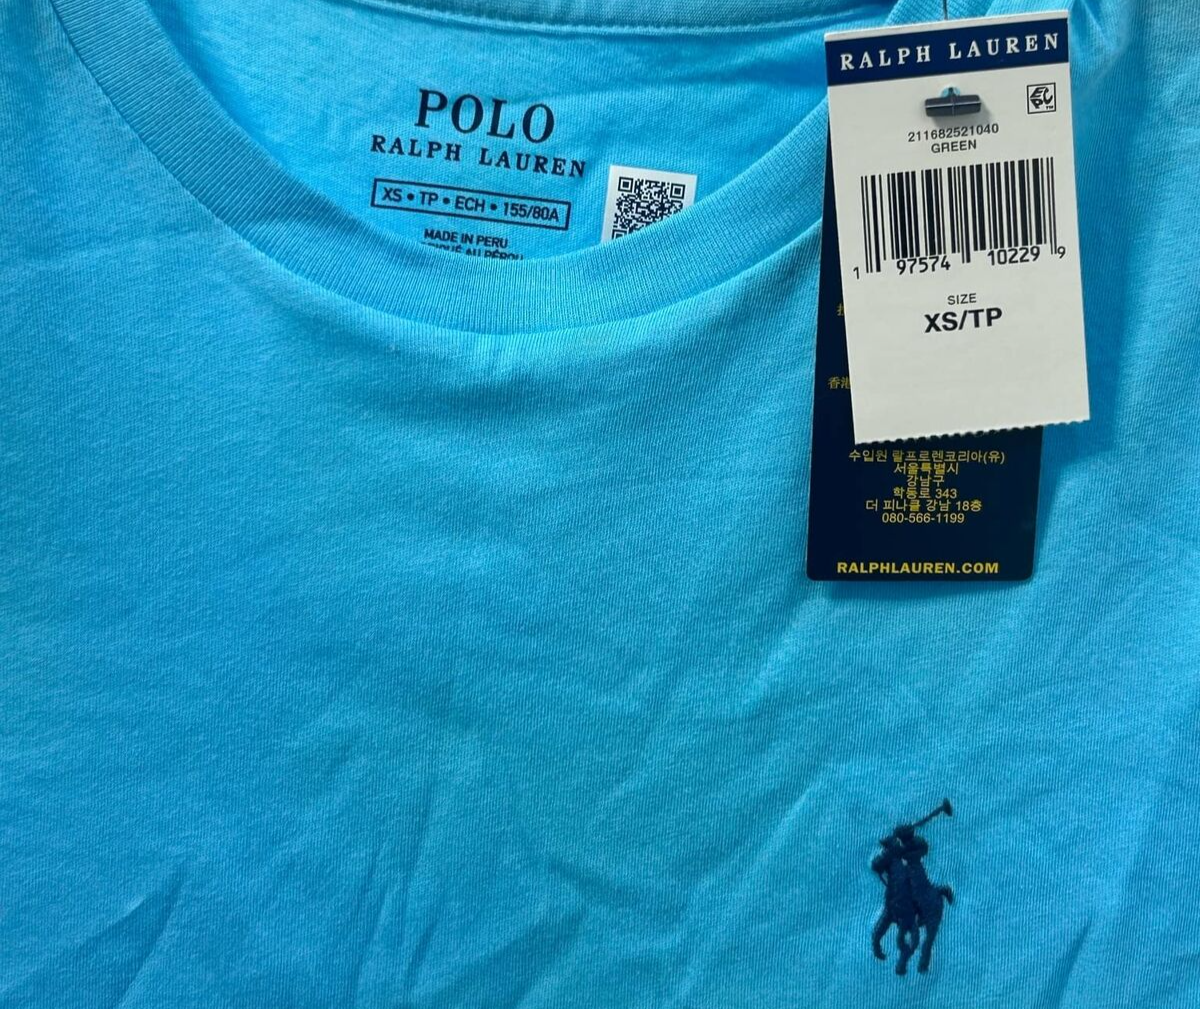 POLO
RALPH LAUREN
XS • TP • ECH • 155/80A
MADE IN PERU
RALPH LAUREN
EPC
211682521040
GREEN
1 97574 10229 9
SIZE
XS/TP
香港
수입원 랄프로렌코리아(유)
서울특별시
강남구
학동로 343
더 피나클 강남 18층
080-566-1199
RALPHLAUREN.COM